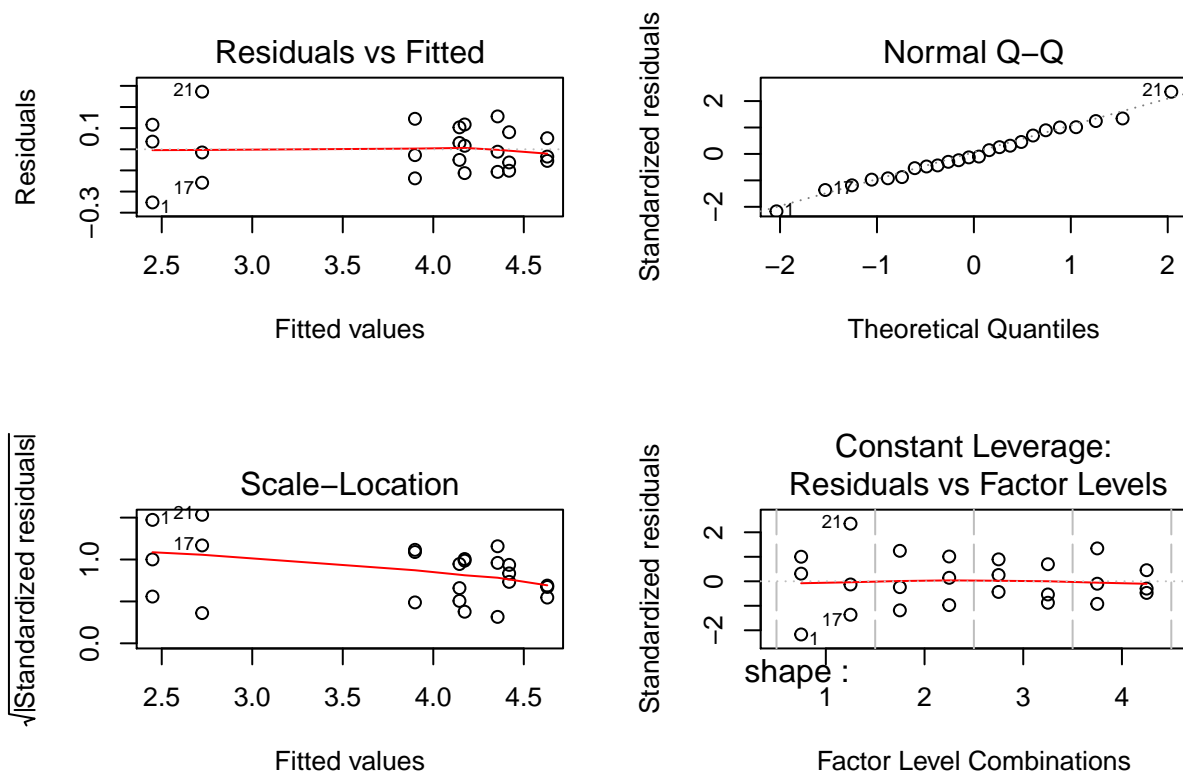 Residuals vs Fitted
Residuals
0.1
−0.3
21
17
1
2.5 3.0 3.5 4.0 4.5
Fitted values
Normal Q−Q
Standardized residuals
2
0
−2
21
17
1
−2 −1 0 1 2
Theoretical Quantiles
Scale−Location
√|Standardized residuals|
1.0
0.0
1
21
17
2.5 3.0 3.5 4.0 4.5
Fitted values
Constant Leverage:
Residuals vs Factor Levels
Standardized residuals
2
0
−2
21
17
1
shape :
1 2 3 4
Factor Level Combinations